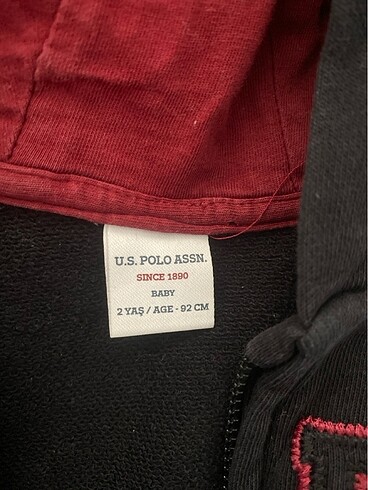 U.S. POLO ASSN.
SINCE 1890
BABY
2 YAŞ / AGE - 92 CM